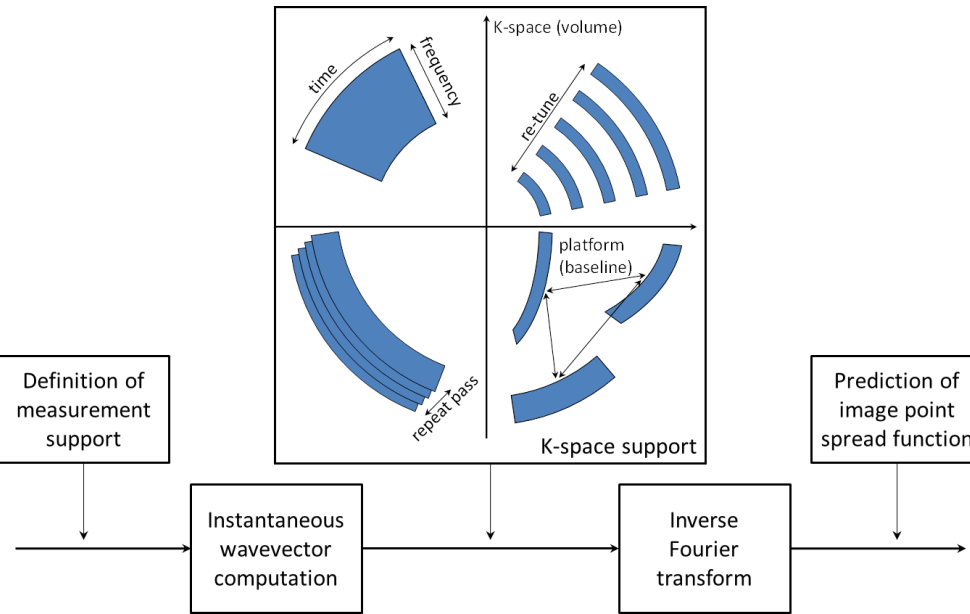 K-space (volume)
time
frequency
re-tune
platform
(baseline)
repeat pass
K-space support
Definition of
measurement
support
Prediction of
image point
spread function
Instantaneous
wavevector
computation
Inverse
Fourier
transform